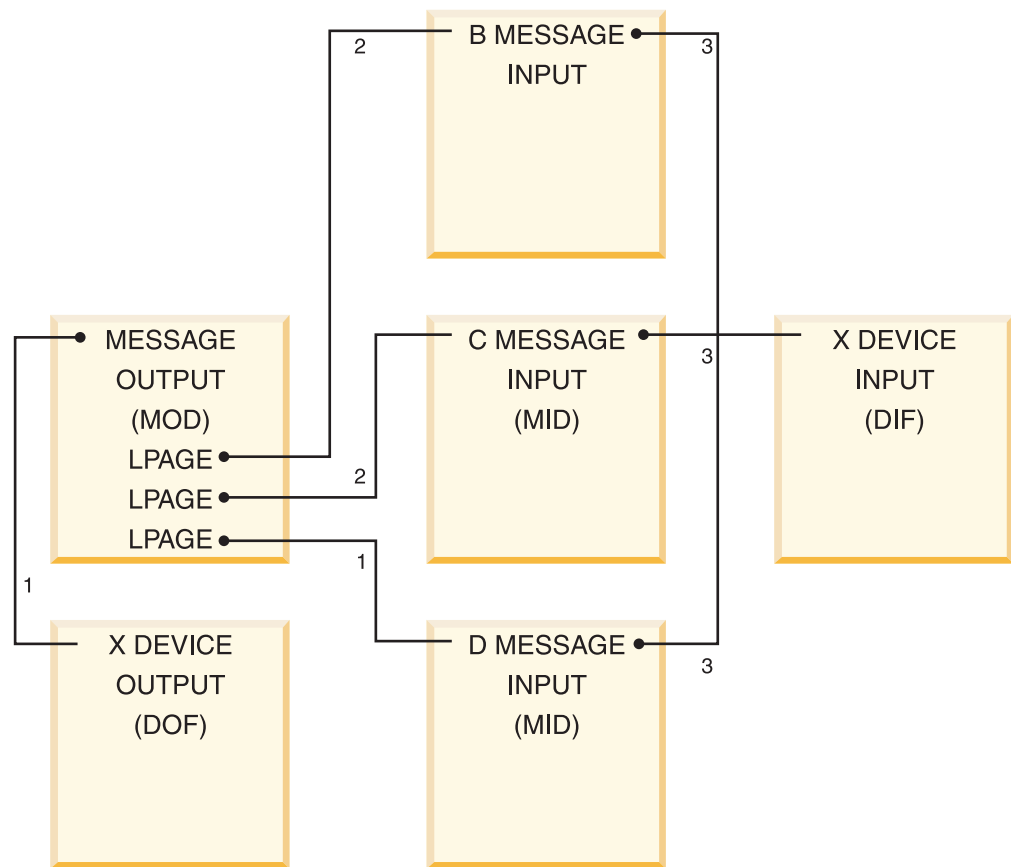 B MESSAGE
INPUT
2
3
MESSAGE
OUTPUT
(MOD)
LPAGE
LPAGE
LPAGE
C MESSAGE
INPUT
(MID)
2
3
X DEVICE
INPUT
(DIF)
1
1
X DEVICE
OUTPUT
(DOF)
D MESSAGE
INPUT
(MID)
3